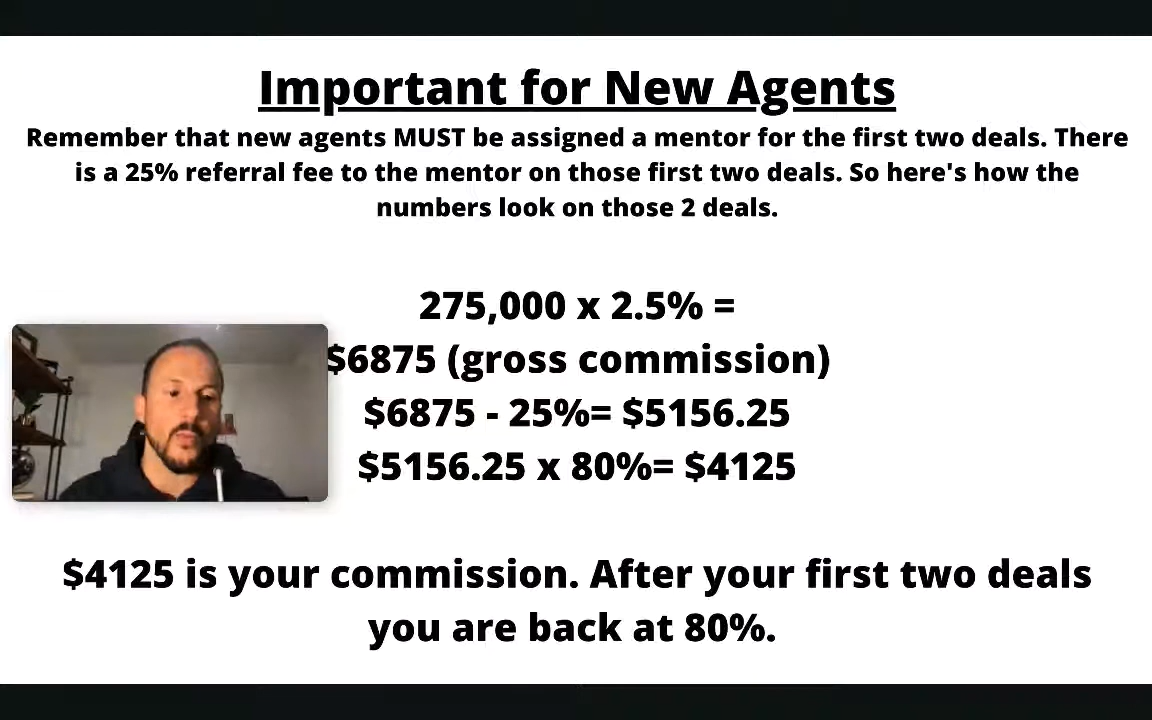 Important for New Agents
Remember that new agents MUST be assigned a mentor for the first two deals. There
is a 25% referral fee to the mentor on those first two deals. So here's how the
numbers look on those 2 deals.
275,000 x 2.5% =
$6875 (gross commission)
$6875 - 25%= $5156.25
$5156.25 x 80%= $4125
$4125 is your commission. After your first two deals
you are back at 80%.